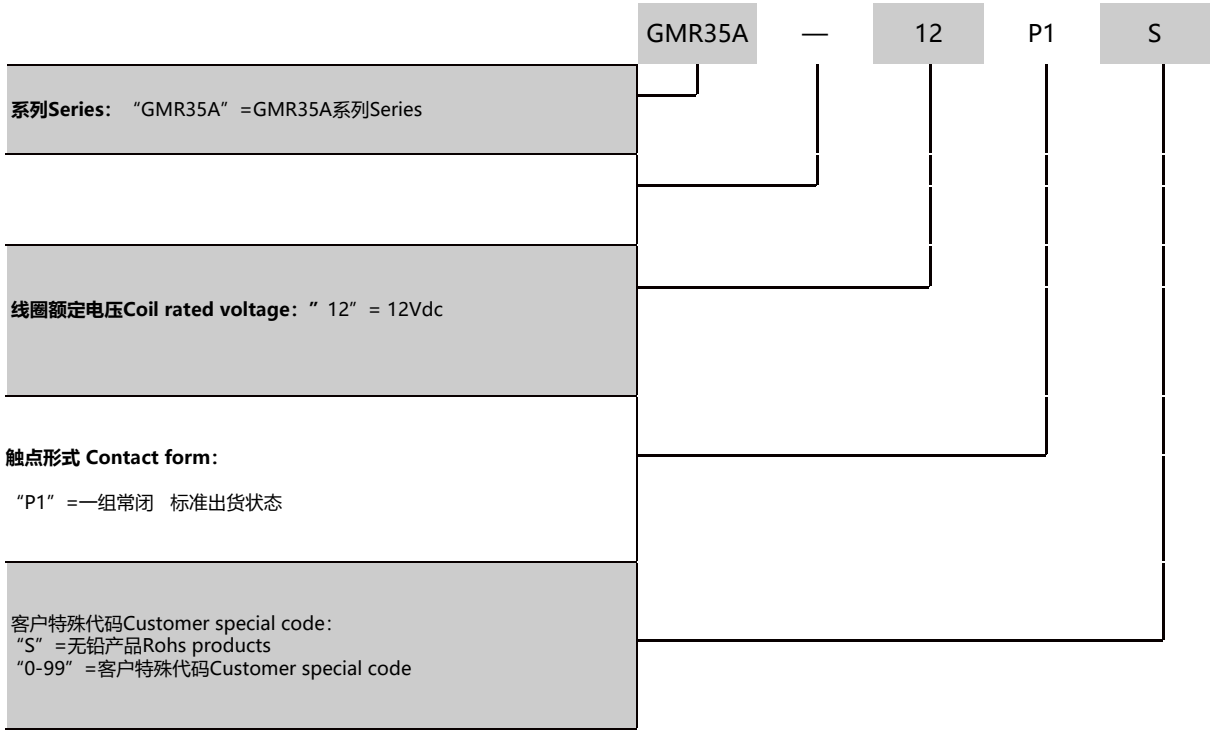 GMR35A — 12 P1 S
系列Series： “GMR35A”=GMR35A系列Series
线圈额定电压Coil rated voltage：”12”= 12Vdc
触点形式 Contact form：
“P1”=一组常闭 标准出货状态
客户特殊代码Customer special code：
“S”=无铅产品Rohs products
“0-99”=客户特殊代码Customer special code